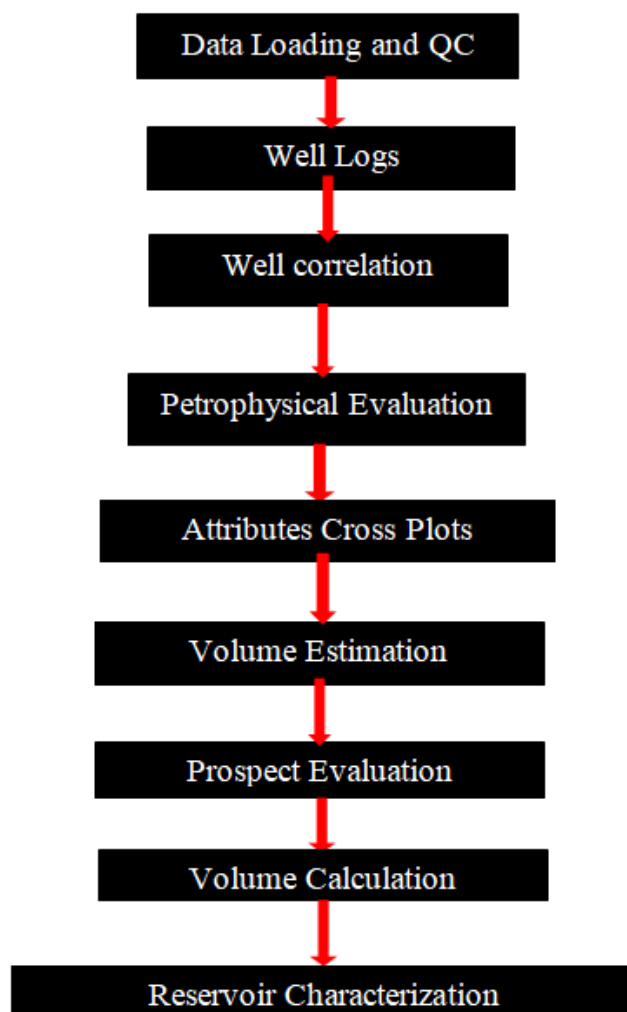 Data Loading and QC
Well Logs
Well correlation
Petrophysical Evaluation
Attributes Cross Plots
Volume Estimation
Prospect Evaluation
Volume Calculation
Reservoir Characterization